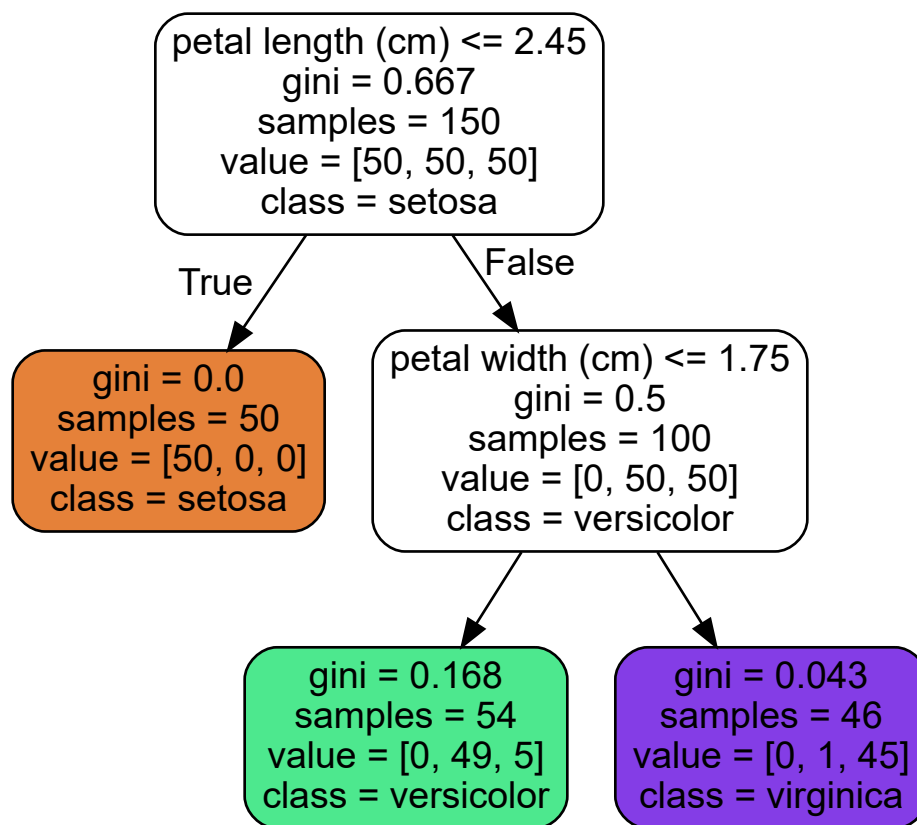 petal length (cm) <= 2.45
gini = 0.667
samples = 150
value = [50, 50, 50]
class = setosa
True
False
gini = 0.0
samples = 50
value = [50, 0, 0]
class = setosa
petal width (cm) <= 1.75
gini = 0.5
samples = 100
value = [0, 50, 50]
class = versicolor
gini = 0.168
samples = 54
value = [0, 49, 5]
class = versicolor
gini = 0.043
samples = 46
value = [0, 1, 45]
class = virginica